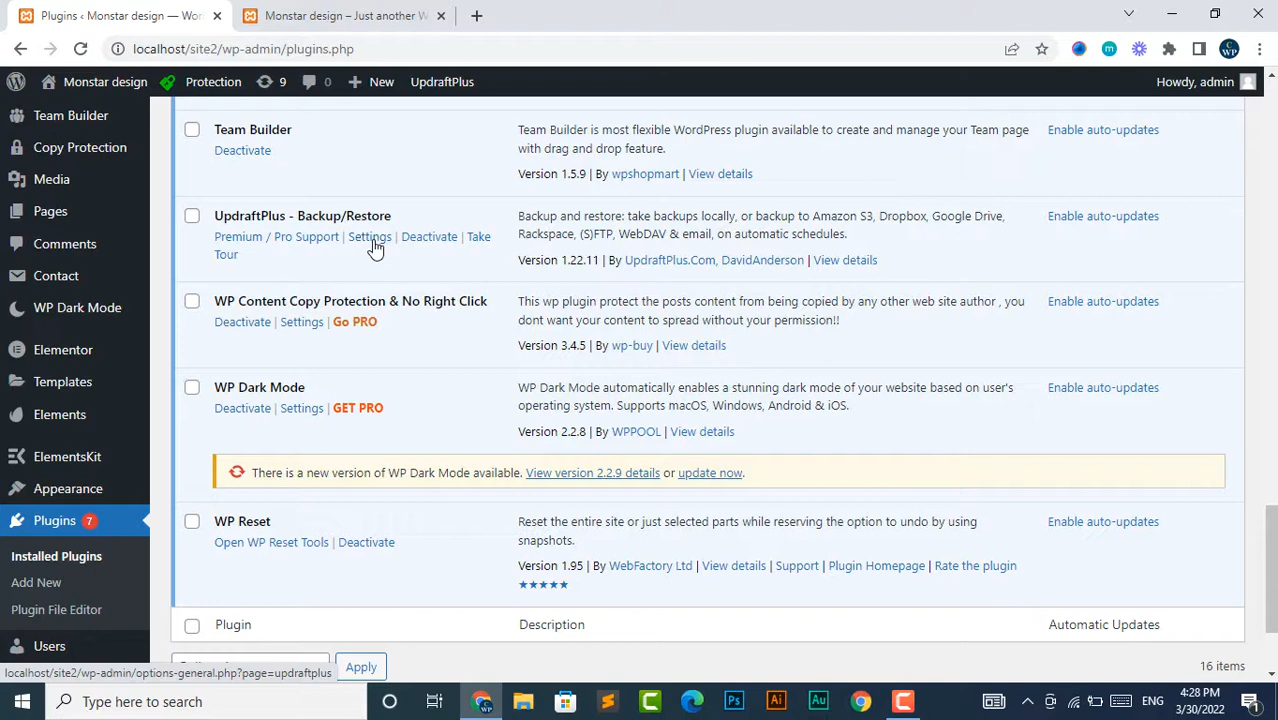 Plugins ‹ Monstar design — Wor
Monstar design – Just another W
localhost/site2/wp-admin/plugins.php
Monstar design
Protection
9
0
New
UpdraftPlus
Howdy, admin
Team Builder
Copy Protection
Media
Pages
Comments
Contact
WP Dark Mode
Elementor
Templates
Elements
ElementsKit
Appearance
Plugins 7
Installed Plugins
Add New
Plugin File Editor
Users
Team Builder
Deactivate
Team Builder is most flexible WordPress plugin available to create and manage your Team page
with drag and drop feature.
Version 1.5.9 | By wpshopmart | View details
Enable auto-updates
UpdraftPlus - Backup/Restore
Premium / Pro Support | Settings | Deactivate | Take
Tour
Backup and restore: take backups locally, or backup to Amazon S3, Dropbox, Google Drive,
Rackspace, (S)FTP, WebDAV & email, on automatic schedules.
Version 1.22.11 | By UpdraftPlus.Com, DavidAnderson | View details
Enable auto-updates
WP Content Copy Protection & No Right Click
Deactivate | Settings | Go PRO
This wp plugin protect the posts content from being copied by any other web site author , you
dont want your content to spread without your permission!!
Version 3.4.5 | By wp-buy | View details
Enable auto-updates
WP Dark Mode
Deactivate | Settings | GET PRO
WP Dark Mode automatically enables a stunning dark mode of your website based on user's
operating system. Supports macOS, Windows, Android & iOS.
Version 2.2.8 | By WPPOOL | View details
Enable auto-updates
There is a new version of WP Dark Mode available. View version 2.2.9 details or update now.
WP Reset
Open WP Reset Tools | Deactivate
Reset the entire site or just selected parts while reserving the option to undo by using
snapshots.
Version 1.95 | By WebFactory Ltd | View details | Support | Plugin Homepage | Rate the plugin
★★★★★
Enable auto-updates
Plugin
Description
Automatic Updates
Apply
16 items
localhost/site2/wp-admin/options-general.php?page=updraftplus
Type here to search
Ps
Ai
Au
ENG
4:28 PM
3/30/2022
1